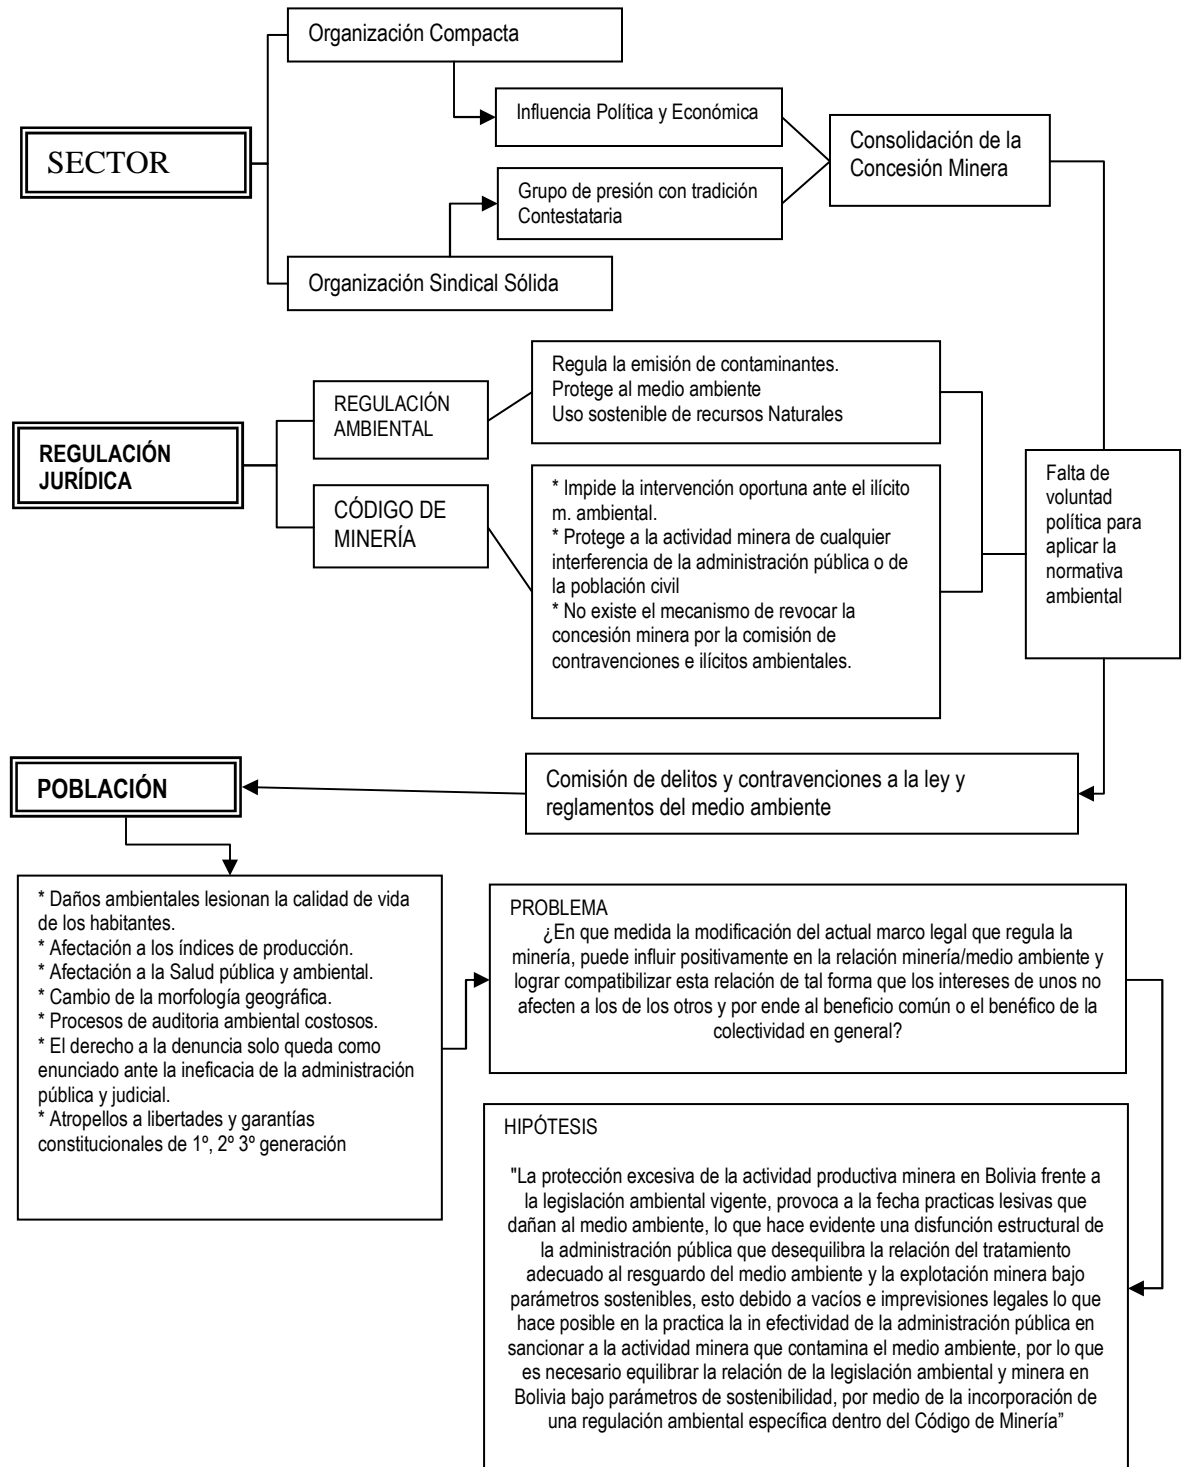 Organización Compacta
Influencia Política y Económica
SECTOR
Consolidación de la
Concesión Minera
Grupo de presión con tradición
Contestataria
Organización Sindical Sólida
REGULACIÓN
JURÍDICA
REGULACIÓN
AMBIENTAL
Regula la emisión de contaminantes.
Protege al medio ambiente
Uso sostenible de recursos Naturales
CÓDIGO DE
MINERÍA
* Impide la intervención oportuna ante el ilícito
m. ambiental.
* Protege a la actividad minera de cualquier
interferencia de la administración pública o de
la población civil
* No existe el mecanismo de revocar la
concesión minera por la comisión de
contravenciones e ilícitos ambientales.
Falta de
voluntad
política para
aplicar la
normativa
ambiental
POBLACIÓN
Comisión de delitos y contravenciones a la ley y
reglamentos del medio ambiente
* Daños ambientales lesionan la calidad de vida
de los habitantes.
* Afectación a los índices de producción.
* Afectación a la Salud pública y ambiental.
* Cambio de la morfología geográfica.
* Procesos de auditoria ambiental costosos.
* El derecho a la denuncia solo queda como
enunciado ante la ineficacia de la administración
pública y judicial.
* Atropellos a libertades y garantías
constitucionales de 1º, 2º 3º generación
PROBLEMA
¿En que medida la modificación del actual marco legal que regula la
minería, puede influir positivamente en la relación minería/medio ambiente y
lograr compatibilizar esta relación de tal forma que los intereses de unos no
afecten a los de los otros y por ende al beneficio común o el benéfico de la
colectividad en general?
HIPÓTESIS
"La protección excesiva de la actividad productiva minera en Bolivia frente a
la legislación ambiental vigente, provoca a la fecha practicas lesivas que
dañan al medio ambiente, lo que hace evidente una disfunción estructural de
la administración pública que desequilibra la relación del tratamiento
adecuado al resguardo del medio ambiente y la explotación minera bajo
parámetros sostenibles, esto debido a vacíos e imprevisiones legales lo que
hace posible en la practica la in efectividad de la administración pública en
sancionar a la actividad minera que contamina el medio ambiente, por lo que
es necesario equilibrar la relación de la legislación ambiental y minera en
Bolivia bajo parámetros de sostenibilidad, por medio de la incorporación de
una regulación ambiental específica dentro del Código de Minería”